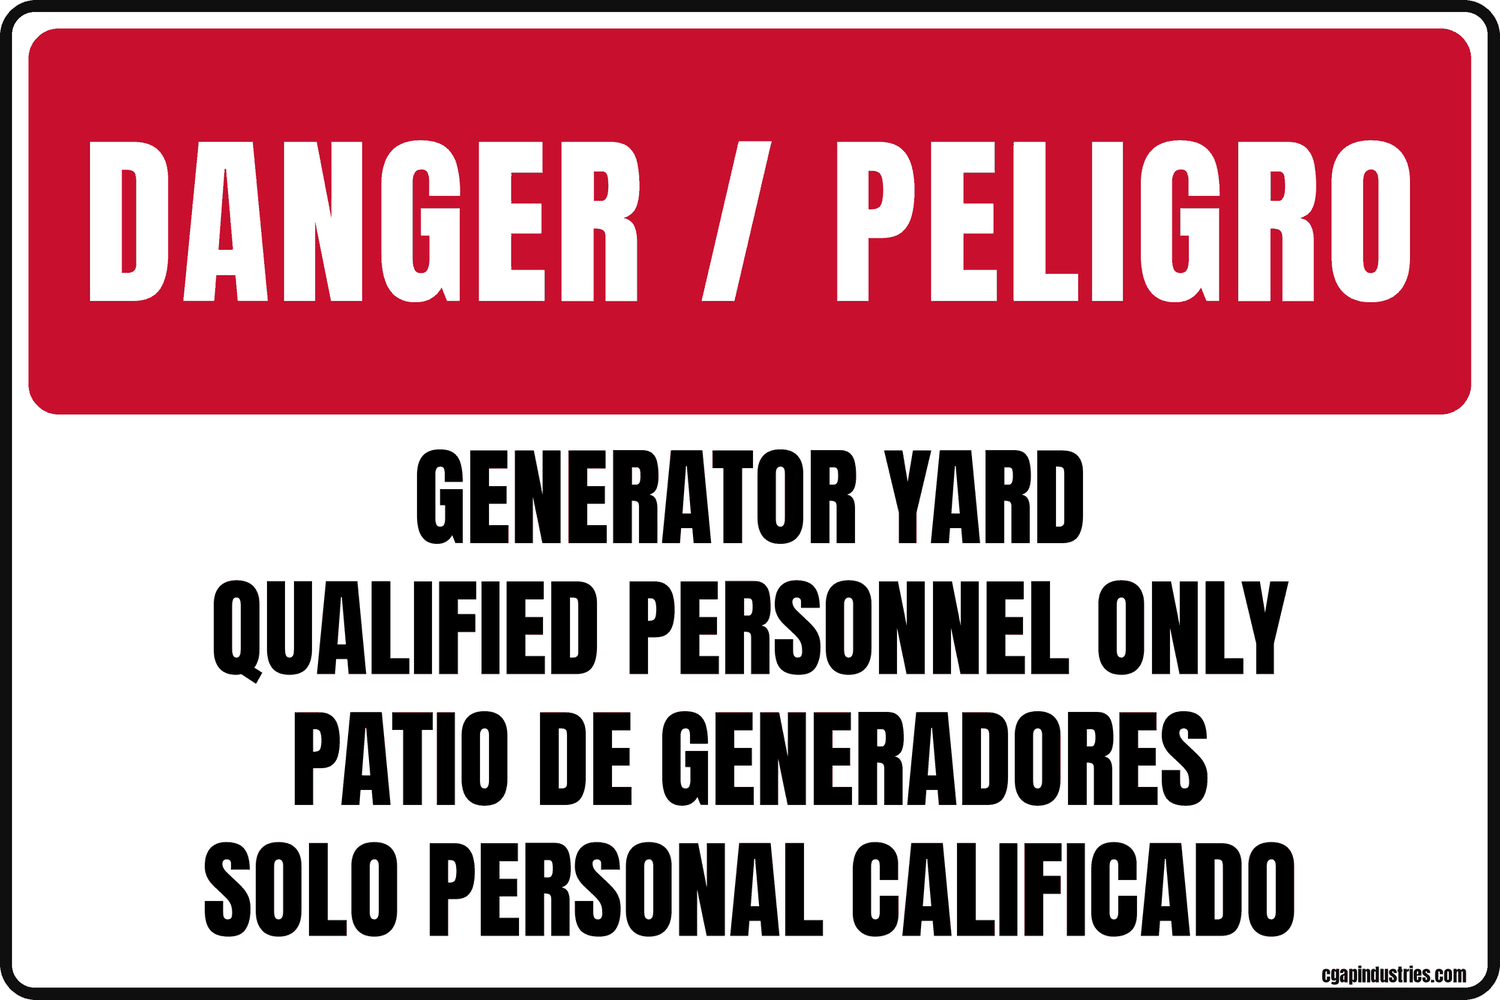 DANGER / PELIGRO
GENERATOR YARD
QUALIFIED PERSONNEL ONLY
PATIO DE GENERADORES
SOLO PERSONAL CALIFICADO
cgapindustries.com